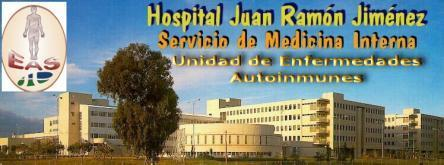 Hospital Juan Ramón Jiménez
Servicio de Medicina Interna
Unidad de Enfermedades
Autoinmunes
EAS